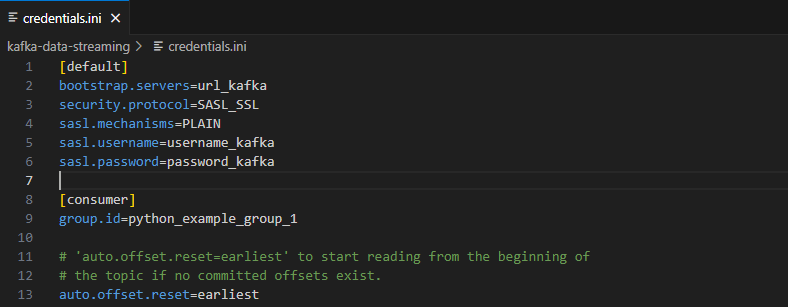 credentials.ini
kafka-data-streaming > credentials.ini
1 [default]
2 bootstrap.servers=url_kafka
3 security.protocol=SASL_SSL
4 sasl.mechanisms=PLAIN
5 sasl.username=username_kafka
6 sasl.password=password_kafka
7
8 [consumer]
9 group.id=python_example_group_1
10
11 # 'auto.offset.reset=earliest' to start reading from the beginning of
12 # the topic if no committed offsets exist.
13 auto.offset.reset=earliest